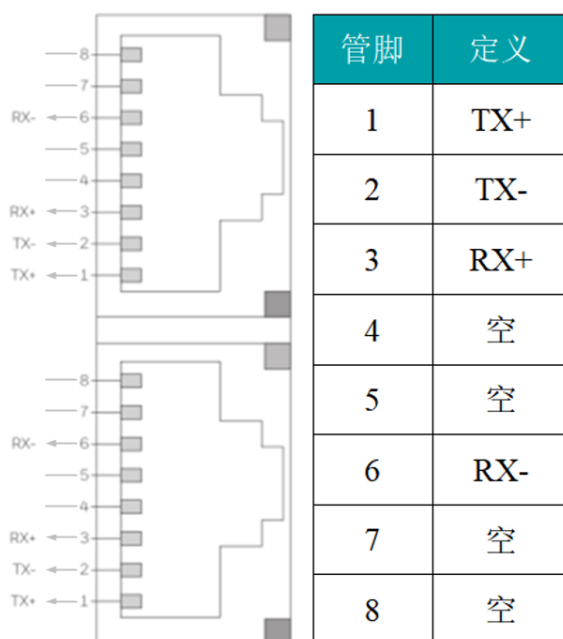 8
7
RX- 6
5
4
RX+ 3
TX- 2
TX+ 1
8
7
RX- 6
5
4
RX+ 3
TX- 2
TX+ 1
管脚 定义
1 TX+
2 TX-
3 RX+
4 空
5 空
6 RX-
7 空
8 空